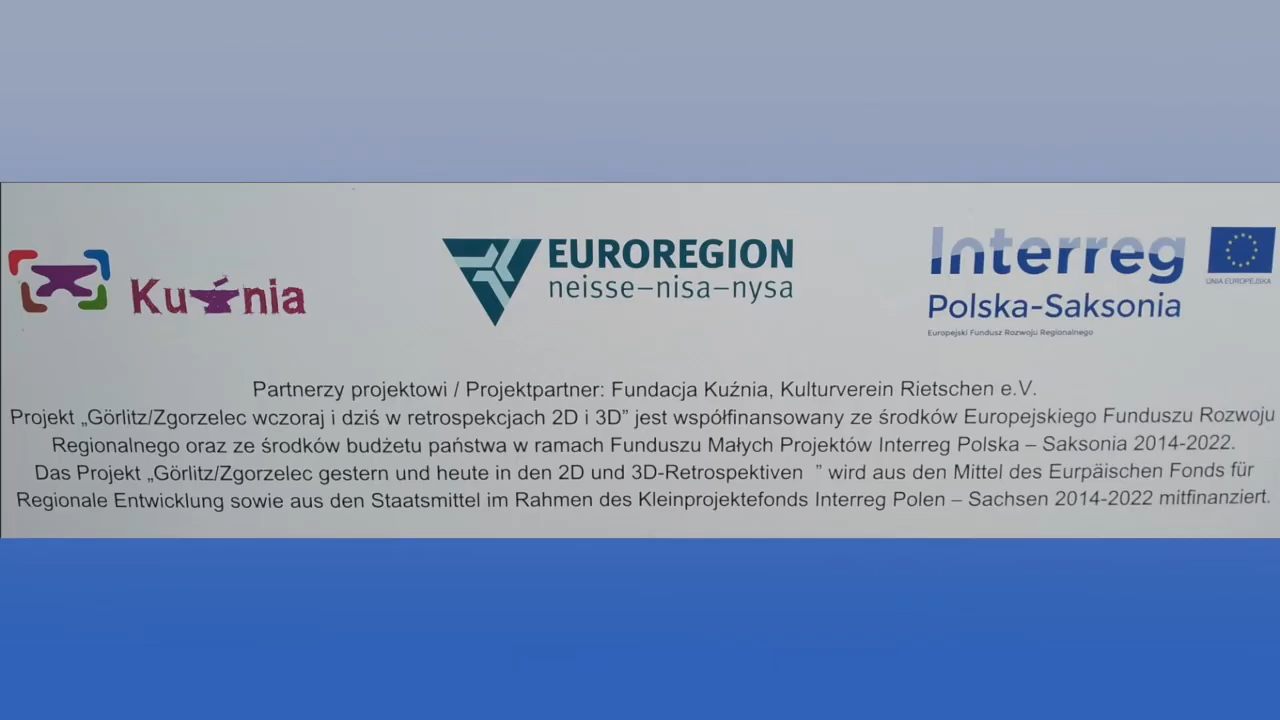 Kuźnia
EUROREGION
neisse–nisa–nysa
Interreg
Polska-Saksonia
Europejski Fundusz Rozwoju Regionalnego
UNIA EUROPEJSKA
Partnerzy projektowi / Projektpartner: Fundacja Kuźnia, Kulturverein Rietschen e.V.
Projekt „Görlitz/Zgorzelec wczoraj i dziś w retrospekcjach 2D i 3D” jest współfinansowany ze środków Europejskiego Funduszu Rozwoju
Regionalnego oraz ze środków budżetu państwa w ramach Funduszu Małych Projektów Interreg Polska – Saksonia 2014-2022.
Das Projekt „Görlitz/Zgorzelec gestern und heute in den 2D und 3D-Retrospektiven ” wird aus den Mittel des Eurpäischen Fonds für
Regionale Entwicklung sowie aus den Staatsmittel im Rahmen des Kleinprojektefonds Interreg Polen – Sachsen 2014-2022 mitfinanziert.